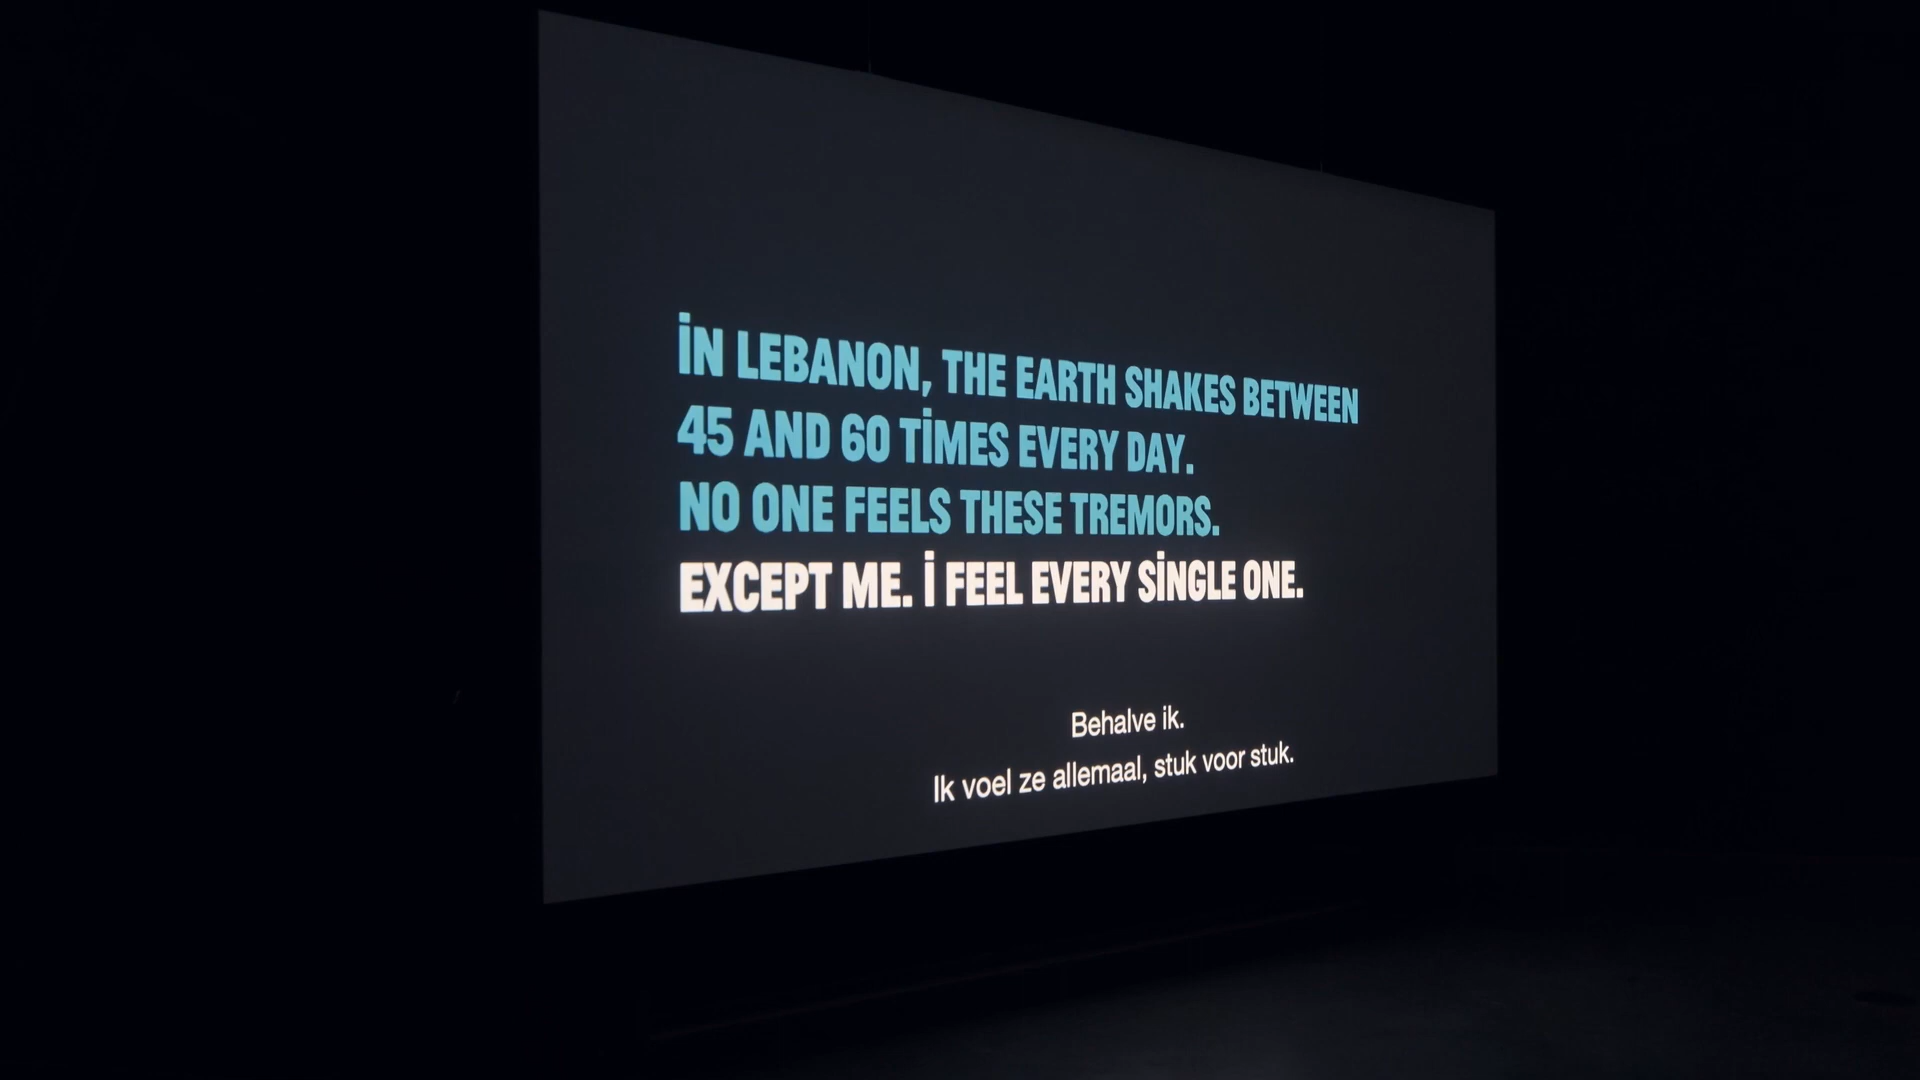 İN LEBANON, THE EARTH SHAKES BETWEEN
45 AND 60 TİMES EVERY DAY.
NO ONE FEELS THESE TREMORS.
EXCEPT ME. İ FEEL EVERY SİNGLE ONE.
Behalve ik.
Ik voel ze allemaal, stuk voor stuk.